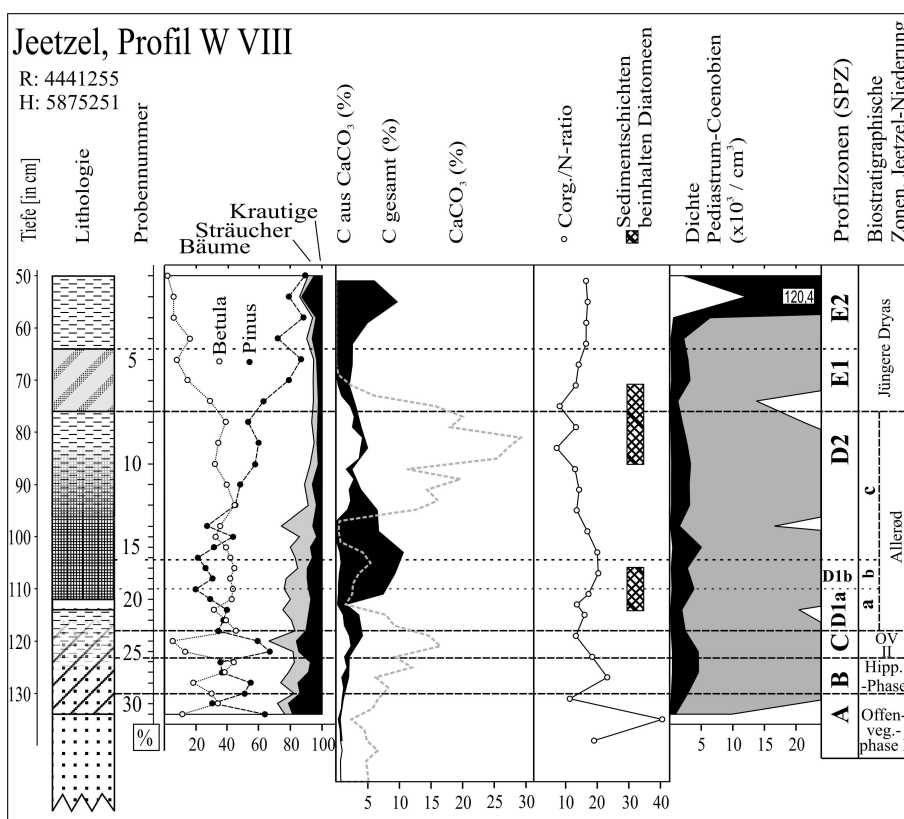 Jeetzel, Profil W VIII
R: 4441255
H: 5875251
Tiefe [in cm]
Lithologie
Probennummer
Krautige
Sträucher
Bäume
C aus CaCO₃ (%)
C gesamt (%)
CaCO₃ (%)
Corg./N-ratio
Sedimentschichten
beinhalten Diatomeen
Dichte
Pediastrum-Coenobien
(x10³ / cm³)
Profilzonen (SPZ)
Biostratigraphische
Zonen, Jeetzel-Niederung
50
60
70
80
90
100
110
120
130
5
10
15
20
25
30
Betula
Pinus
120.4
E2
E1
D2
D1b
D1a
C
B
A
Jüngere Dryas
Allerød
c
b
a
OV
II
Hipp.
-Phase
Offen-
veg.-
phase I
%
20 40 60 80 100
5 10 15 20 25 30
10 20 30 40
5 10 15 20